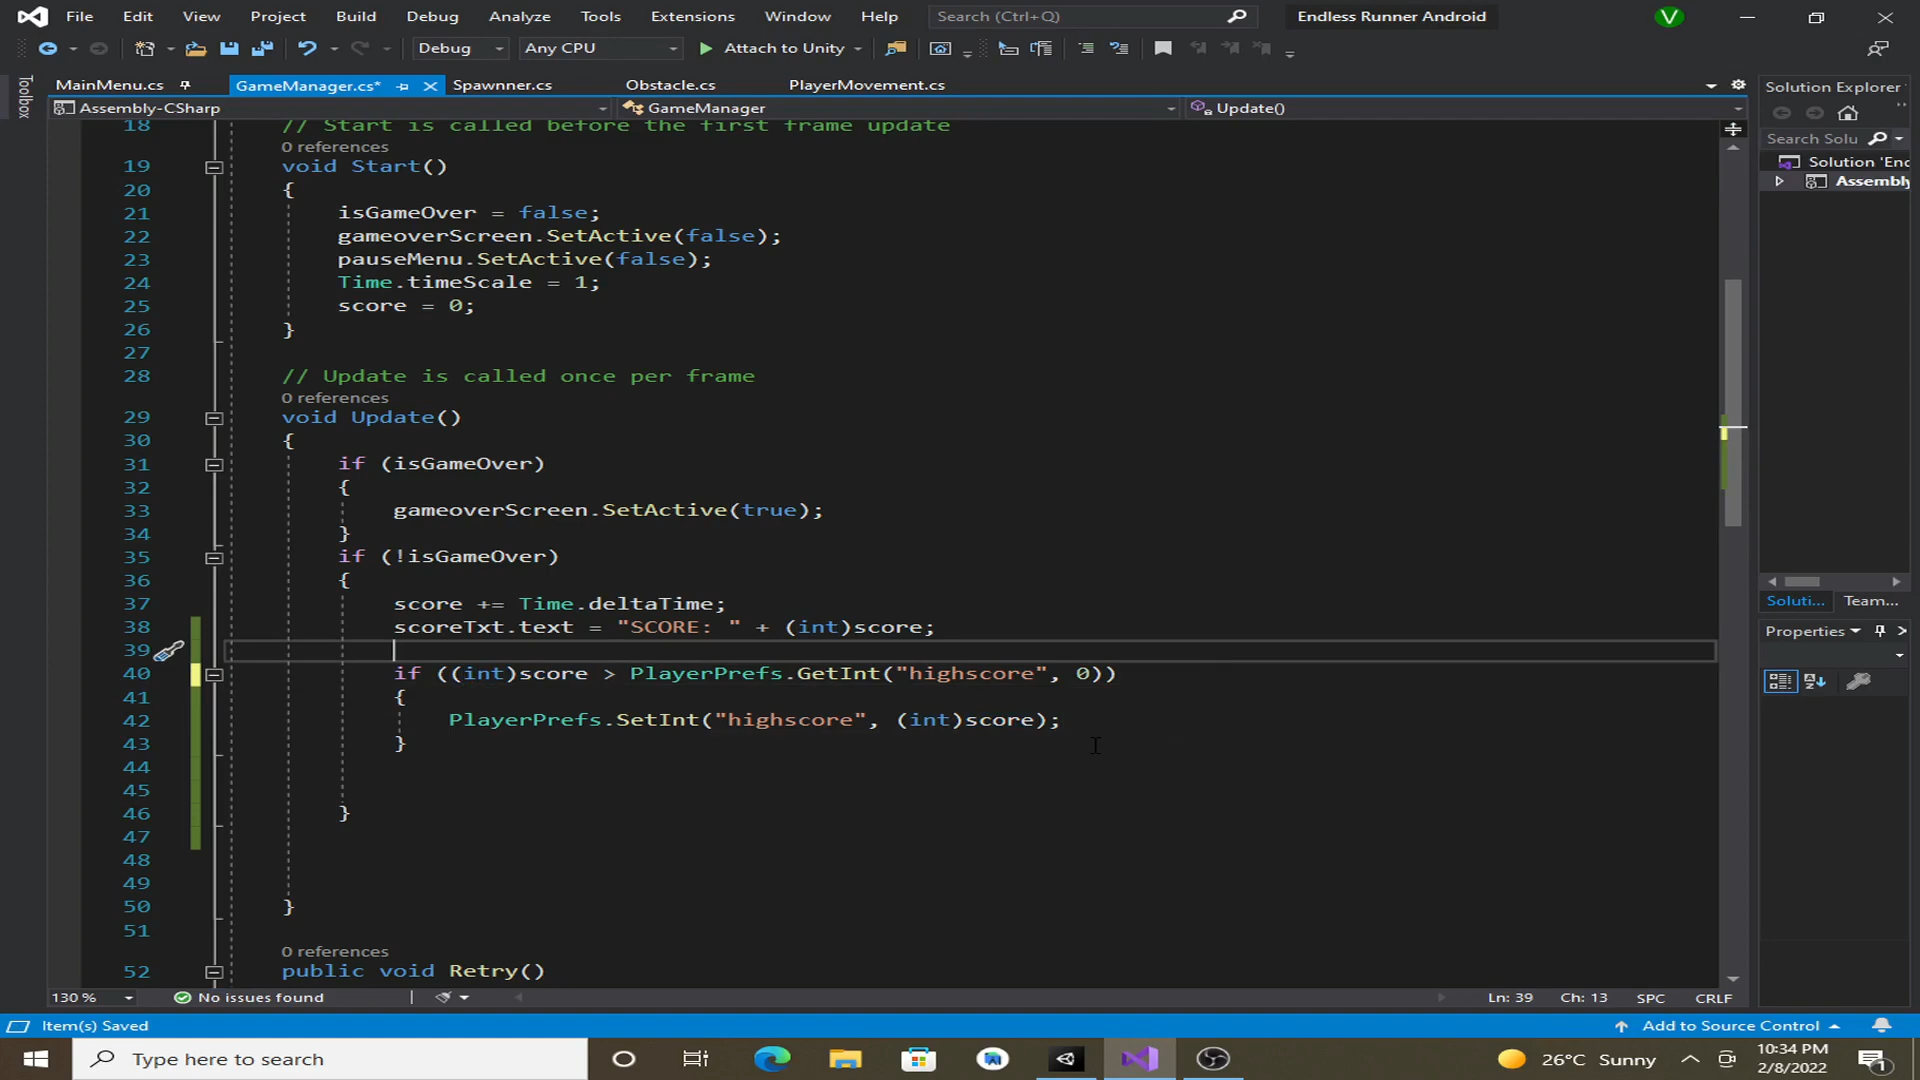 File Edit View Project Build Debug Analyze Tools Extensions Window Help Search (Ctrl+Q) Endless Runner Android V
Debug Any CPU Attach to Unity
Toolbox
MainMenu.cs GameManager.cs* Spawnner.cs Obstacle.cs PlayerMovement.cs
Assembly-CSharp GameManager Update()
18 // Start is called before the first frame update
0 references
19 void Start()
20 {
21 isGameOver = false;
22 gameoverScreen.SetActive(false);
23 pauseMenu.SetActive(false);
24 Time.timeScale = 1;
25 score = 0;
26 }
27
28 // Update is called once per frame
0 references
29 void Update()
30 {
31 if (isGameOver)
32 {
33 gameoverScreen.SetActive(true);
34 }
35 if (!isGameOver)
36 {
37 score += Time.deltaTime;
38 scoreTxt.text = "SCORE: " + (int)score;
39
40 if ((int)score > PlayerPrefs.GetInt("highscore", 0))
41 {
42 PlayerPrefs.SetInt("highscore", (int)score);
43 }
44
45
46 }
47
48
49
50 }
51
0 references
52 public void Retry()
130 % No issues found Ln: 39 Ch: 13 SPC CRLF
Solution Explorer
Search Solu
Solution 'End
Assembly
Soluti... Team...
Properties
Item(s) Saved Add to Source Control
Type here to search 26°C Sunny 10:34 PM
2/8/2022 1